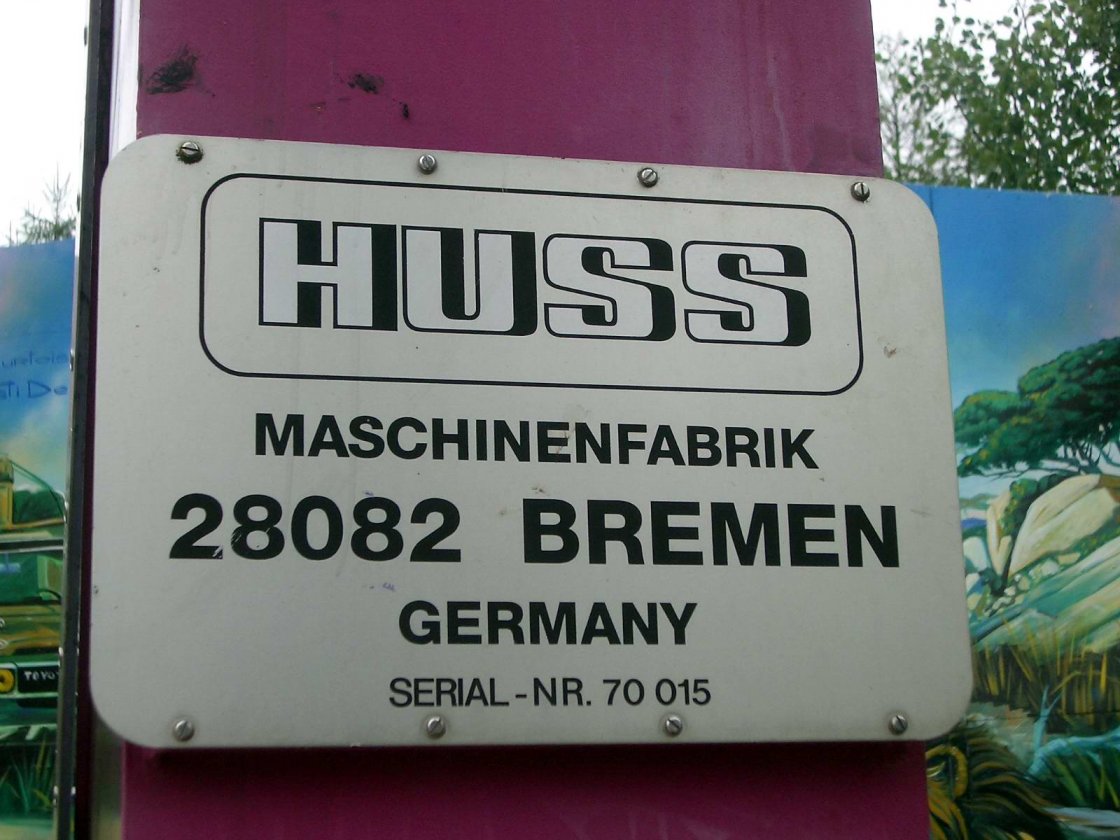 HUSS
MASCHINENFABRIK
28082 BREMEN
GERMANY
SERIAL-NR. 70 015